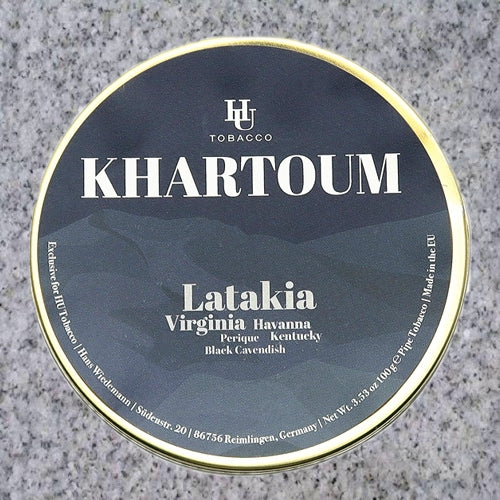 HU
TOBACCO
KHARTOUM
Latakia
Virginia Havanna
Perique Kentucky
Black Cavendish
Exclusive for HU Tobacco | Hans Wiedemann | Südenstr. 20 | 86756 Reimlingen, Germany | Net Wt. 3.53 oz 100 g ℮ Pipe Tobacco | Made in the EU